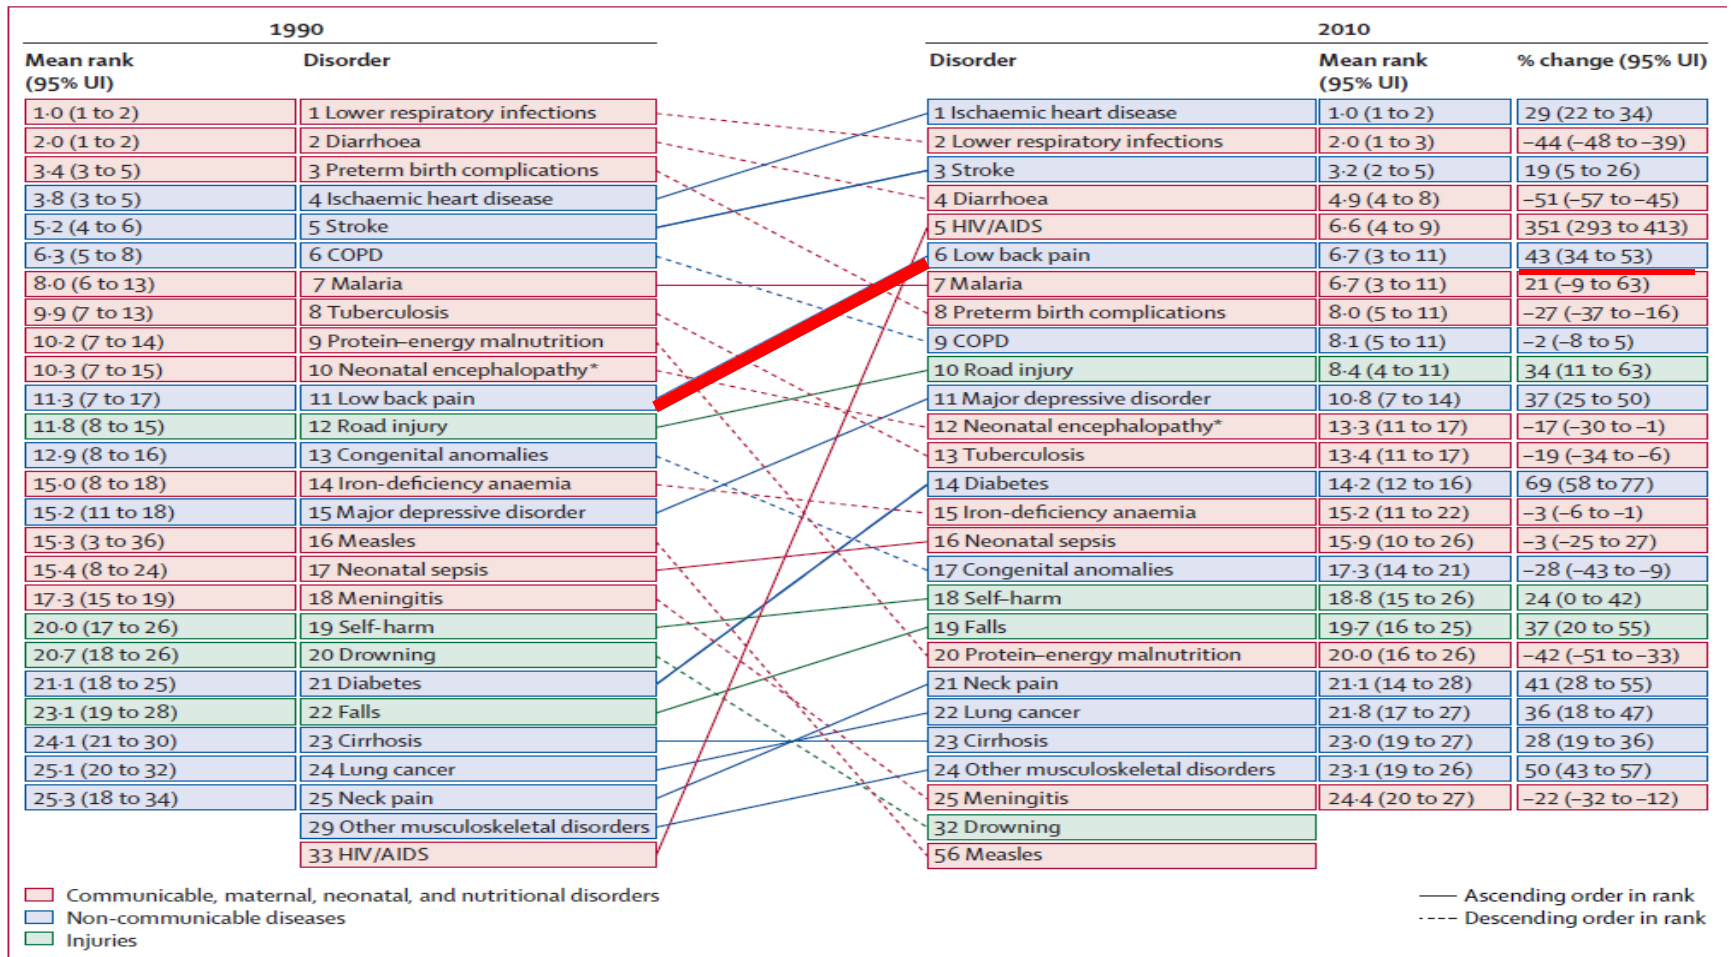 1990 2010
Mean rank (95% UI) Disorder Disorder Mean rank (95% UI) % change (95% UI)
1·0 (1 to 2) 1 Lower respiratory infections 1 Ischaemic heart disease 1·0 (1 to 2) 29 (22 to 34)
2·0 (1 to 2) 2 Diarrhoea 2 Lower respiratory infections 2·0 (1 to 3) –44 (–48 to –39)
3·4 (3 to 5) 3 Preterm birth complications 3 Stroke 3·2 (2 to 5) 19 (5 to 26)
3·8 (3 to 5) 4 Ischaemic heart disease 4 Diarrhoea 4·9 (4 to 8) –51 (–57 to –45)
5·2 (4 to 6) 5 Stroke 5 HIV/AIDS 6·6 (4 to 9) 351 (293 to 413)
6·3 (5 to 8) 6 COPD 6 Low back pain 6·7 (3 to 11) 43 (34 to 53)
8·0 (6 to 13) 7 Malaria 7 Malaria 6·7 (3 to 11) 21 (–9 to 63)
9·9 (7 to 13) 8 Tuberculosis 8 Preterm birth complications 8·0 (5 to 11) –27 (–37 to –16)
10·2 (7 to 14) 9 Protein–energy malnutrition 9 COPD 8·1 (5 to 11) –2 (–8 to 5)
10·3 (7 to 15) 10 Neonatal encephalopathy* 10 Road injury 8·4 (4 to 11) 34 (11 to 63)
11·3 (7 to 17) 11 Low back pain 11 Major depressive disorder 10·8 (7 to 14) 37 (25 to 50)
11·8 (8 to 15) 12 Road injury 12 Neonatal encephalopathy* 13·3 (11 to 17) –17 (–30 to –1)
12·9 (8 to 16) 13 Congenital anomalies 13 Tuberculosis 13·4 (11 to 17) –19 (–34 to –6)
15·0 (8 to 18) 14 Iron-deficiency anaemia 14 Diabetes 14·2 (12 to 16) 69 (58 to 77)
15·2 (11 to 18) 15 Major depressive disorder 15 Iron-deficiency anaemia 15·2 (11 to 22) –3 (–6 to –1)
15·3 (3 to 36) 16 Measles 16 Neonatal sepsis 15·9 (10 to 26) –3 (–25 to 27)
15·4 (8 to 24) 17 Neonatal sepsis 17 Congenital anomalies 17·3 (14 to 21) –28 (–43 to –9)
17·3 (15 to 19) 18 Meningitis 18 Self-harm 18·8 (15 to 26) 24 (0 to 42)
20·0 (17 to 26) 19 Self-harm 19 Falls 19·7 (16 to 25) 37 (20 to 55)
20·7 (18 to 26) 20 Drowning 20 Protein–energy malnutrition 20·0 (16 to 26) –42 (–51 to –33)
21·1 (18 to 25) 21 Diabetes 21 Neck pain 21·1 (14 to 28) 41 (28 to 55)
23·1 (19 to 28) 22 Falls 22 Lung cancer 21·8 (17 to 27) 36 (18 to 47)
24·1 (21 to 30) 23 Cirrhosis 23 Cirrhosis 23·0 (19 to 27) 28 (19 to 36)
25·1 (20 to 32) 24 Lung cancer 24 Other musculoskeletal disorders 23·1 (19 to 26) 50 (43 to 57)
25·3 (18 to 34) 25 Neck pain 25 Meningitis 24·4 (20 to 27) –22 (–32 to –12)
29 Other musculoskeletal disorders 32 Drowning
33 HIV/AIDS 56 Measles
Communicable, maternal, neonatal, and nutritional disorders Ascending order in rank
Non-communicable diseases Descending order in rank
Injuries